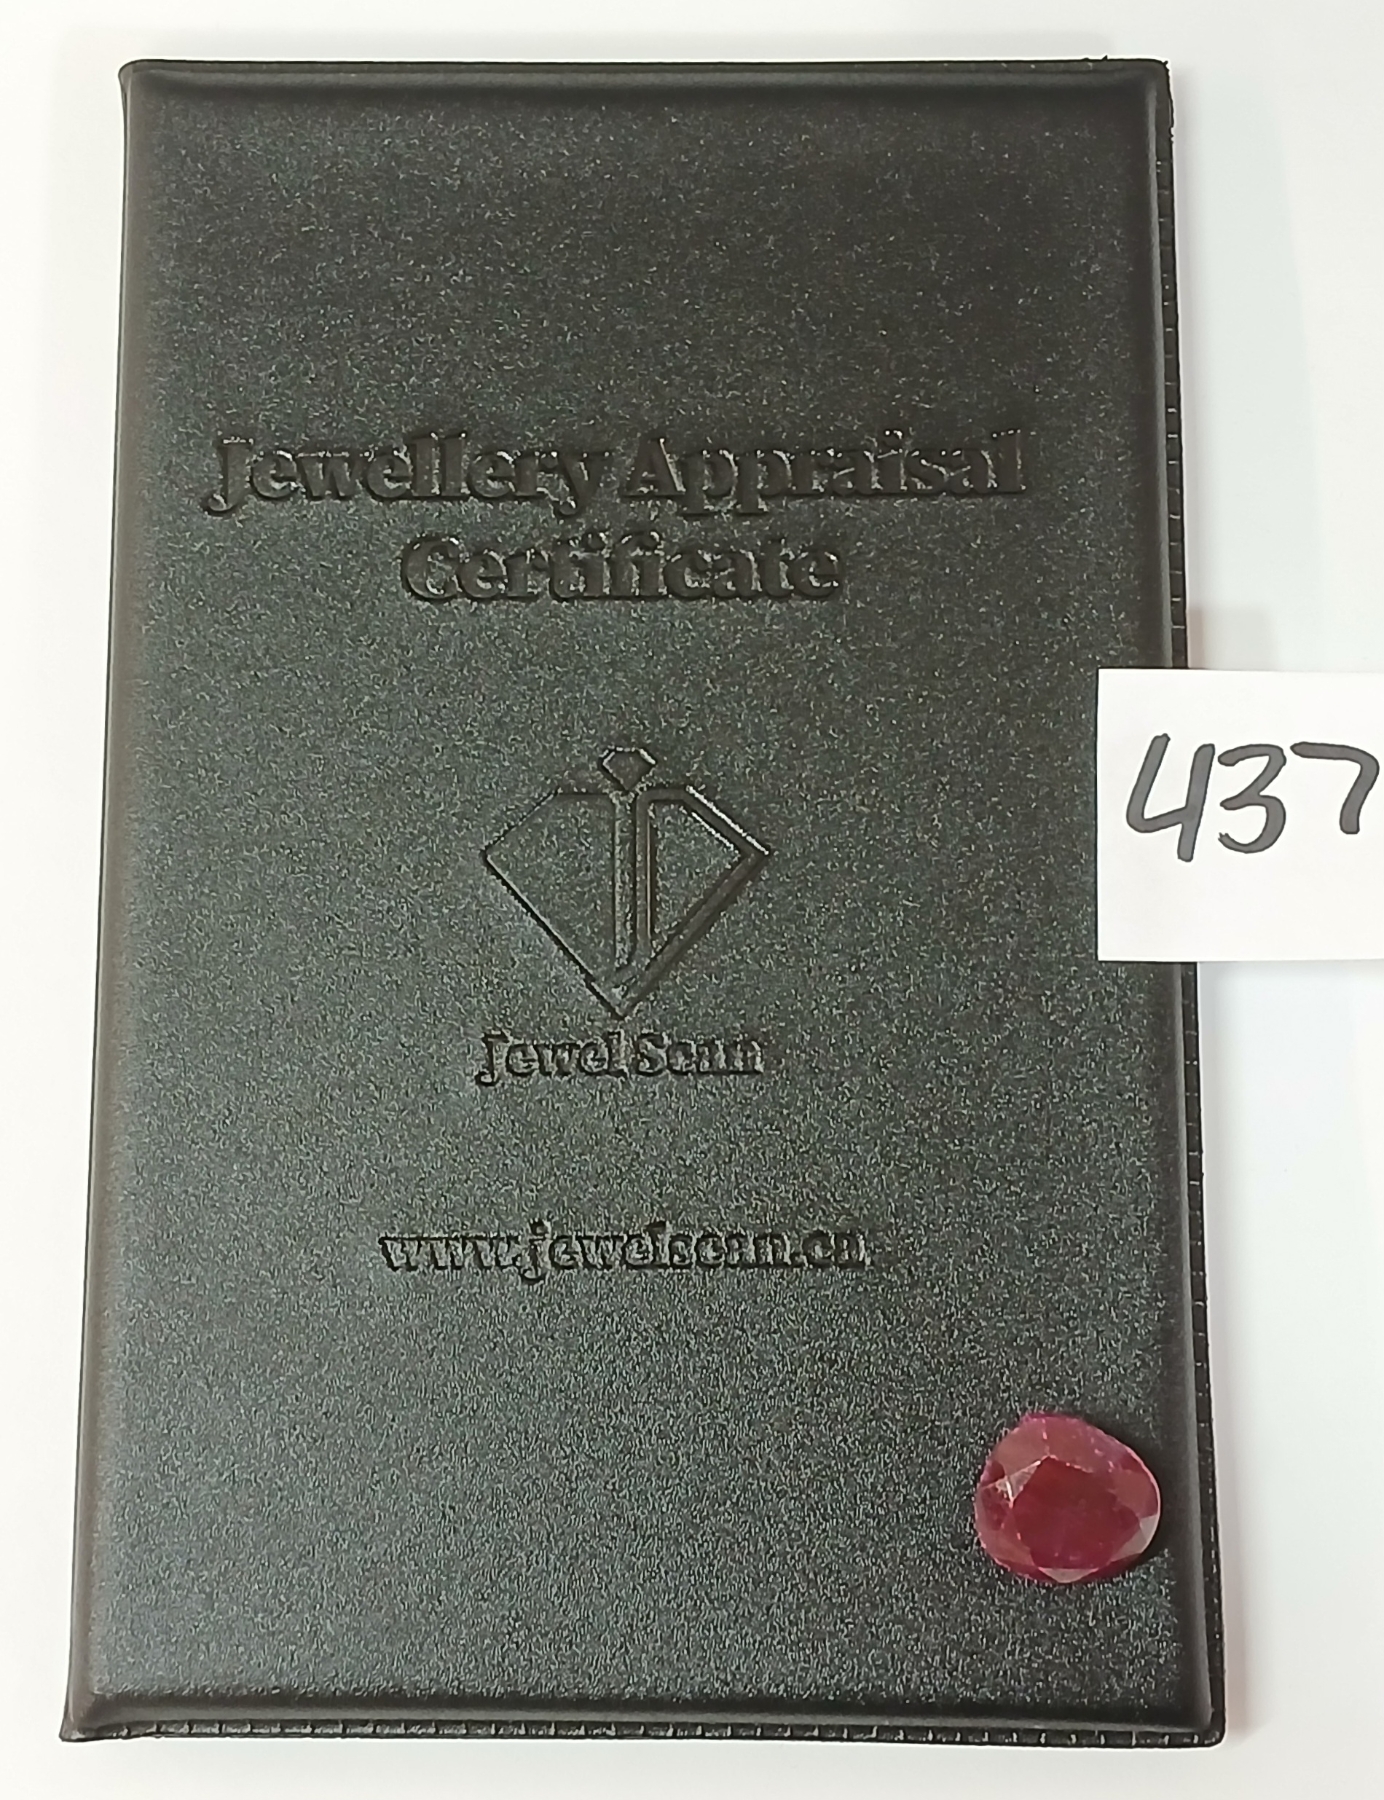 Jewellery Appraisal
Certificate
437
Jewel Scan
www.jewelscan.ca